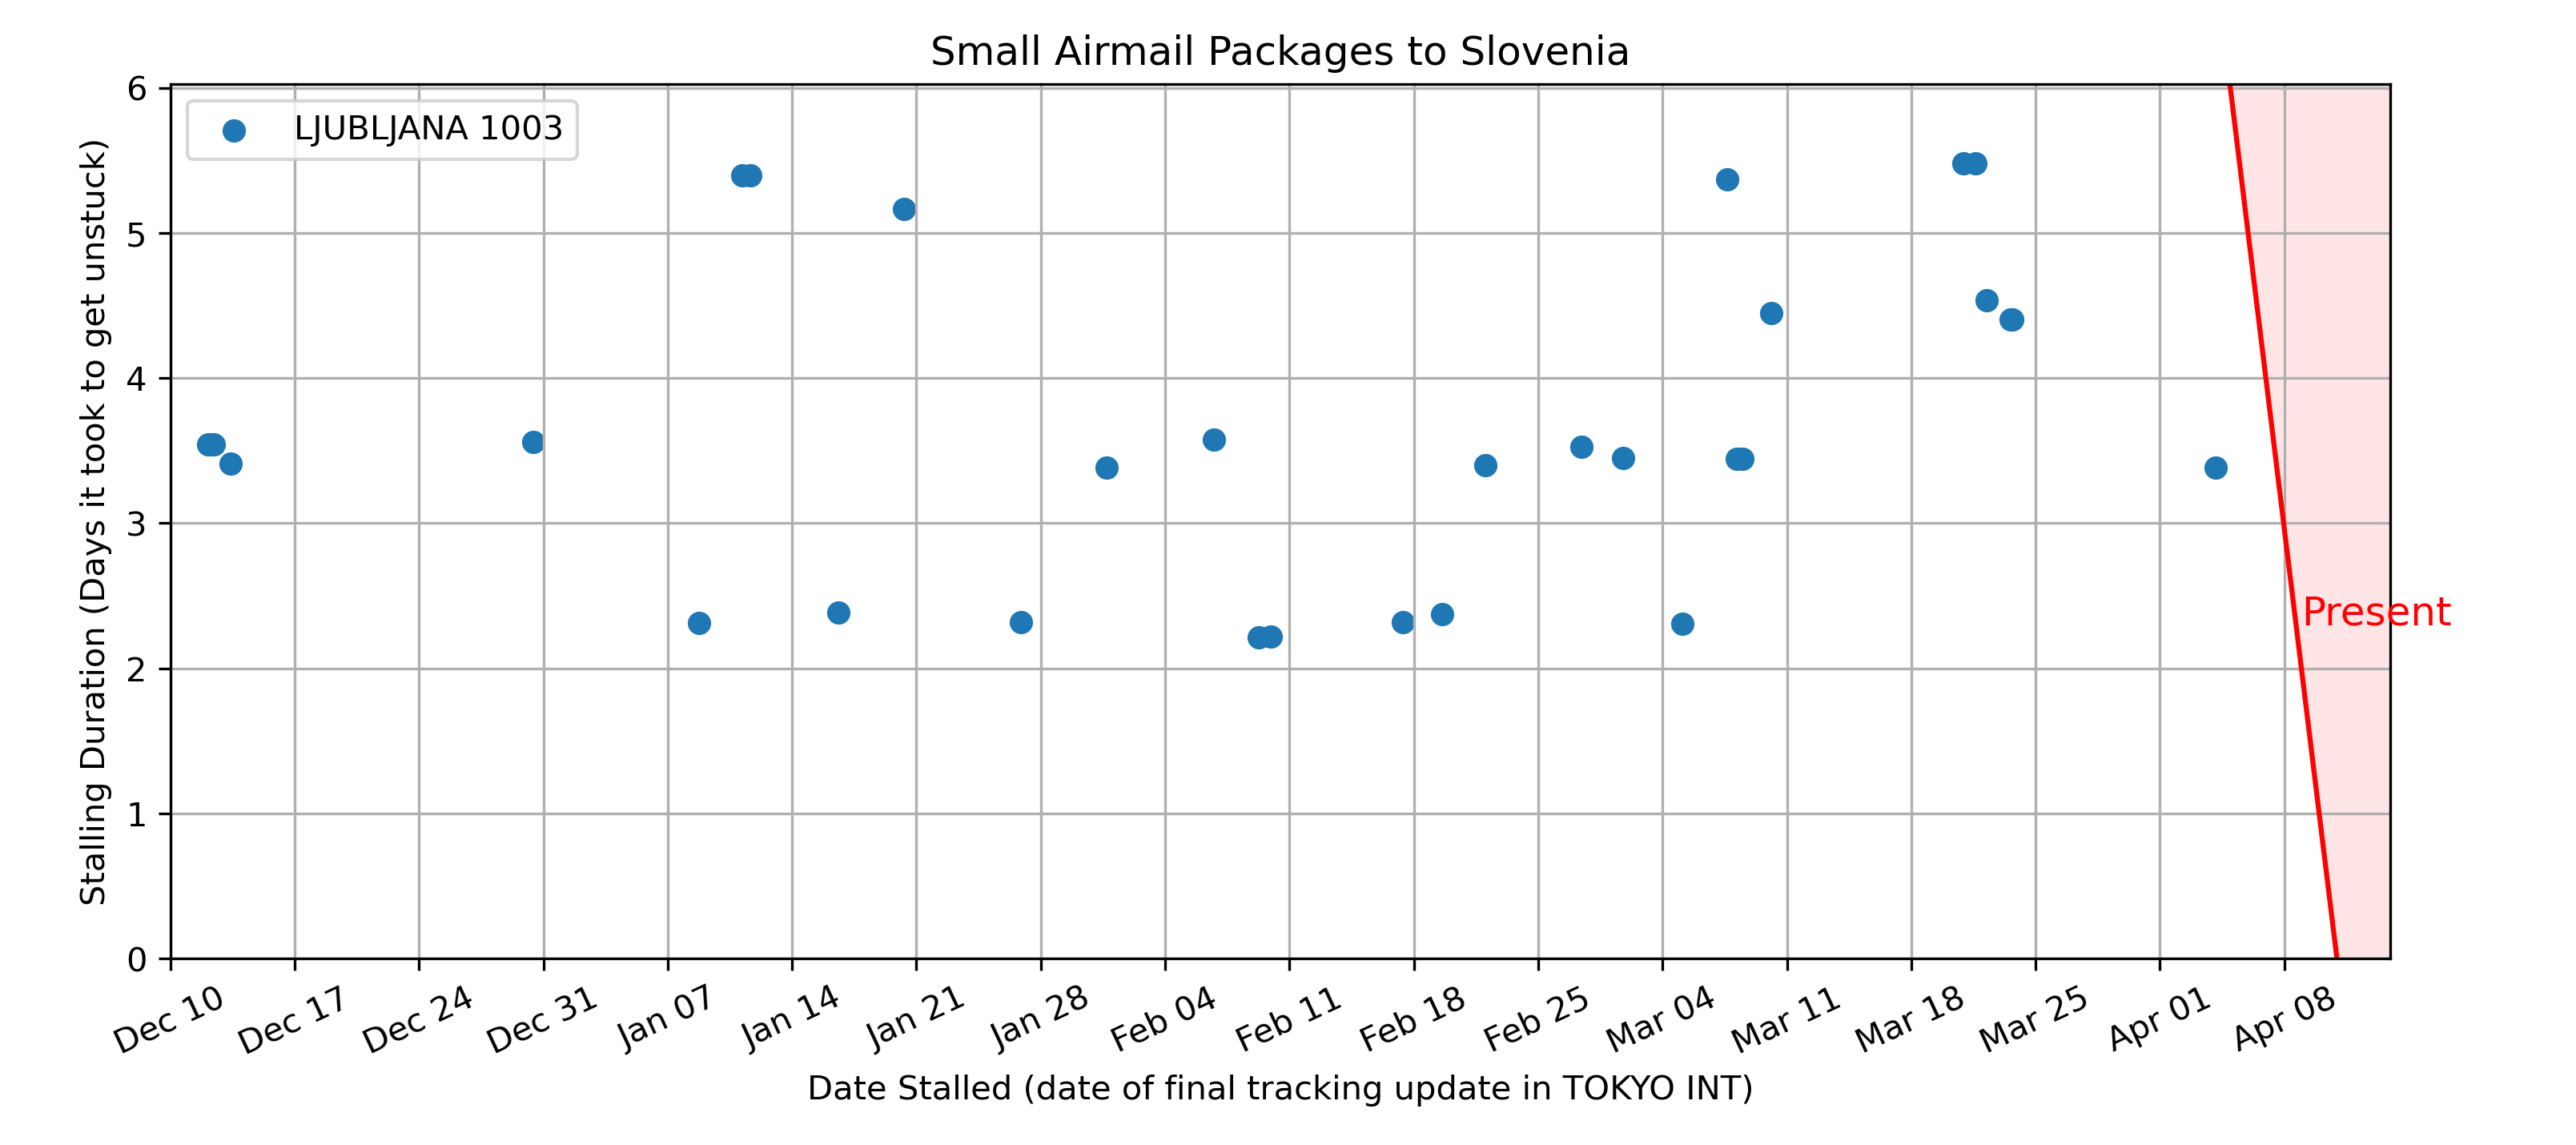 Small Airmail Packages to Slovenia
LJUBLJANA 1003
Stalling Duration (Days it took to get unstuck)
6
5
4
3
2
1
0
Present
Dec 10
Dec 17
Dec 24
Dec 31
Jan 07
Jan 14
Jan 21
Jan 28
Feb 04
Feb 11
Feb 18
Feb 25
Mar 04
Mar 11
Mar 18
Mar 25
Apr 01
Apr 08
Date Stalled (date of final tracking update in TOKYO INT)